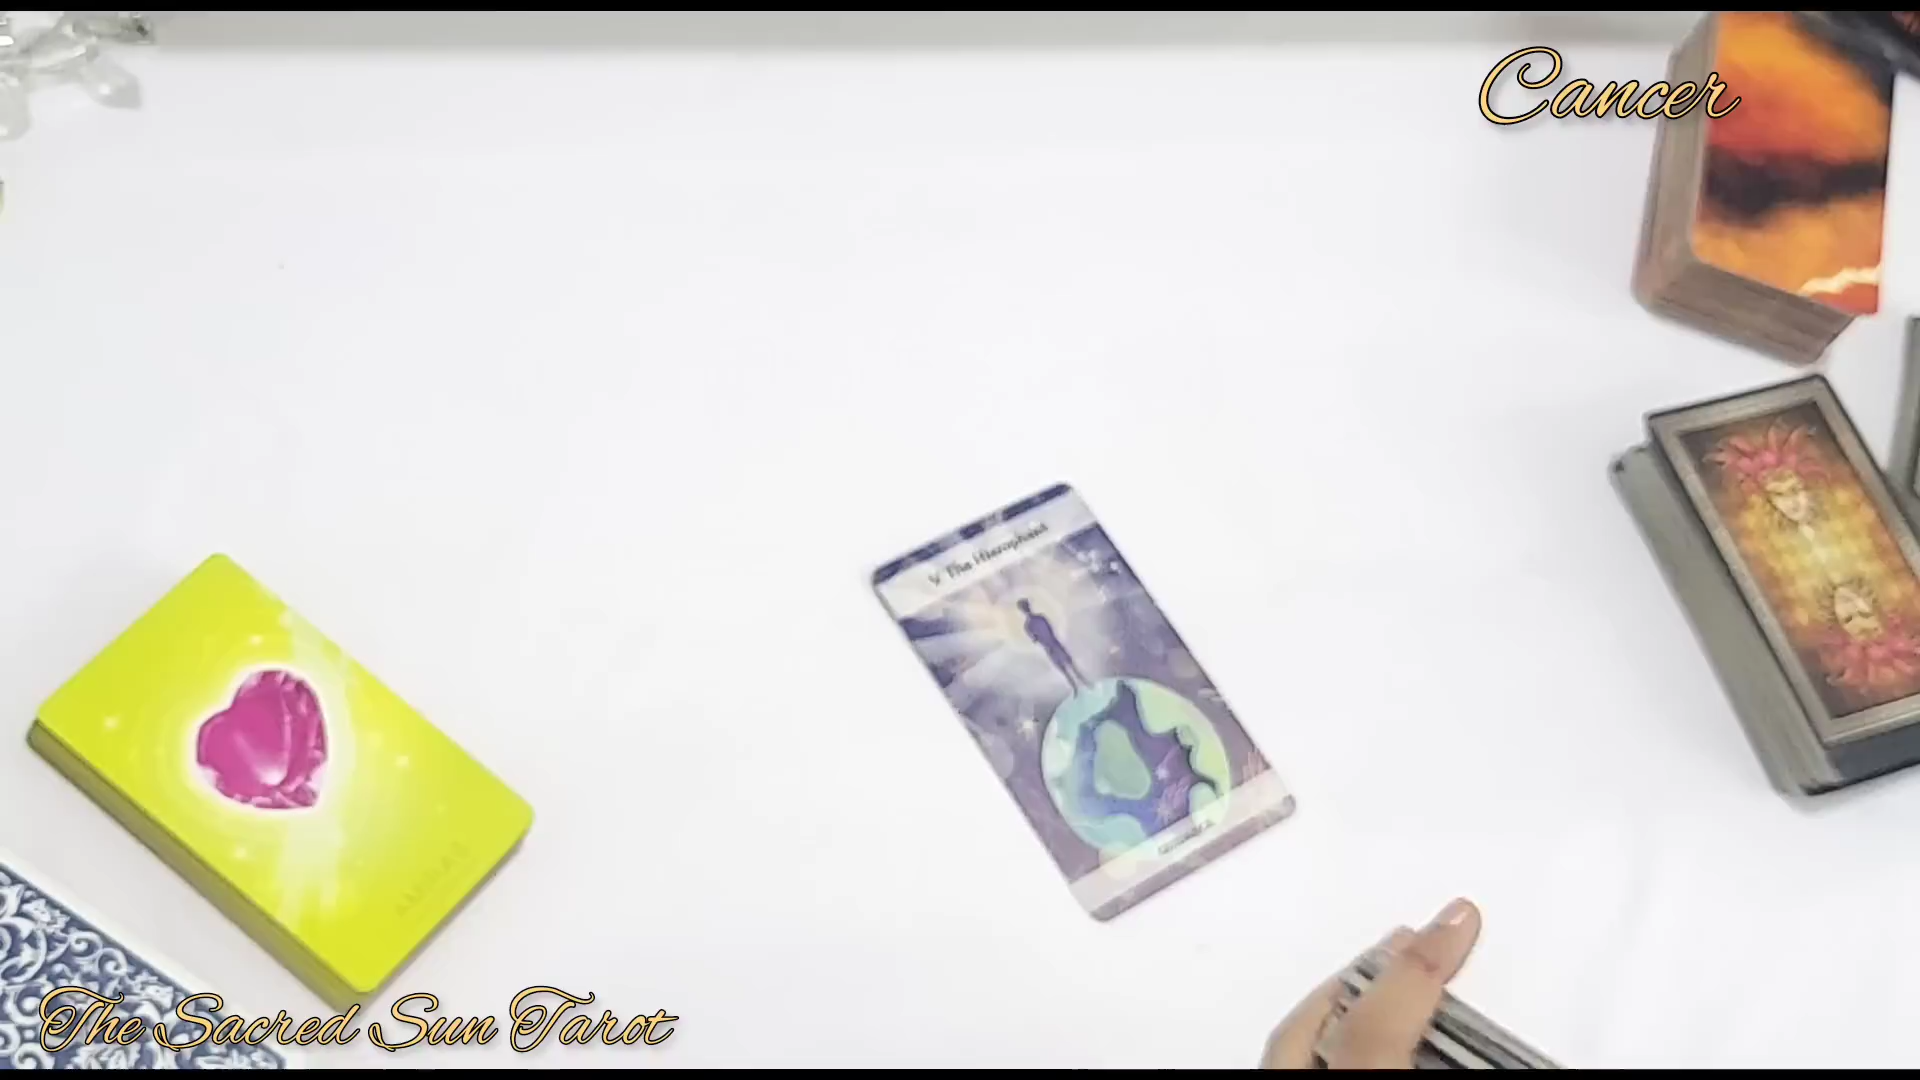 Cancer
V The Hierophant
The Sacred Sun Tarot